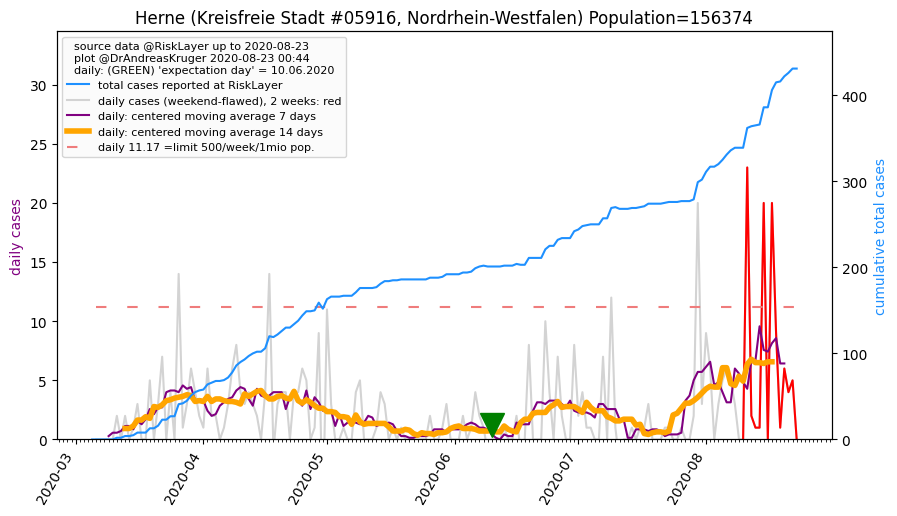 Herne (Kreisfreie Stadt #05916, Nordrhein-Westfalen) Population=156374
source data @RiskLayer up to 2020-08-23
plot @DrAndreasKruger 2020-08-23 00:44
daily: (GREEN) 'expectation day' = 10.06.2020
total cases reported at RiskLayer
daily cases (weekend-flawed), 2 weeks: red
daily: centered moving average 7 days
daily: centered moving average 14 days
daily 11.17 =limit 500/week/1mio pop.
daily cases
30
25
20
15
10
5
0
cumulative total cases
400
300
200
100
0
2020-03
2020-04
2020-05
2020-06
2020-07
2020-08